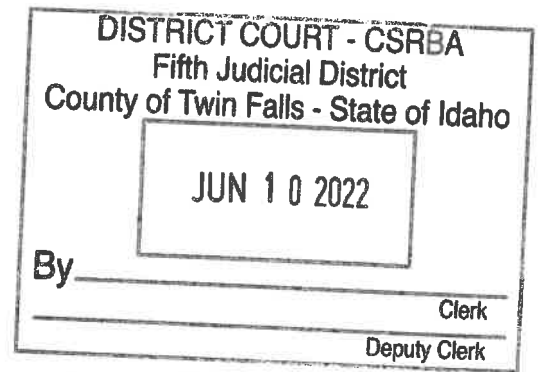 DISTRICT COURT - CSRBA
Fifth Judicial District
County of Twin Falls - State of Idaho
JUN 10 2022
By
Clerk
Deputy Clerk